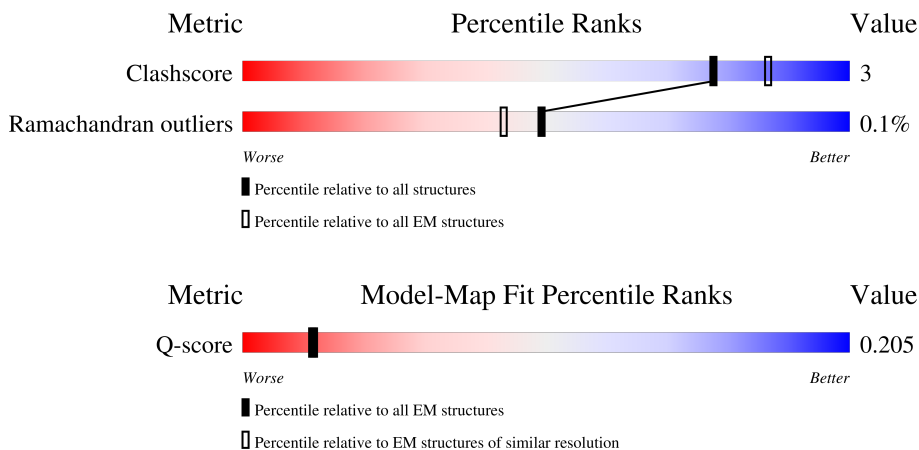 Metric Percentile Ranks Value
Clashscore 3
Ramachandran outliers 0.1%
Worse Better
Percentile relative to all structures
Percentile relative to all EM structures
Metric Model-Map Fit Percentile Ranks Value
Q-score 0.205
Worse Better
Percentile relative to all EM structures
Percentile relative to EM structures of similar resolution